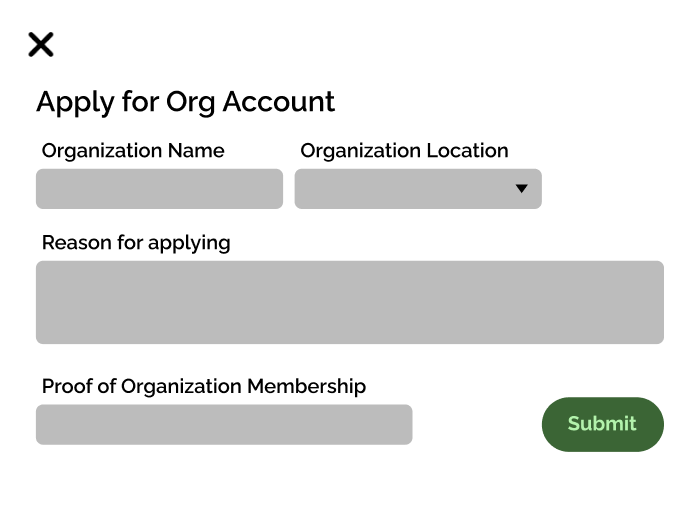 Apply for Org Account
Organization Name
Organization Location
Reason for applying
Proof of Organization Membership
Submit